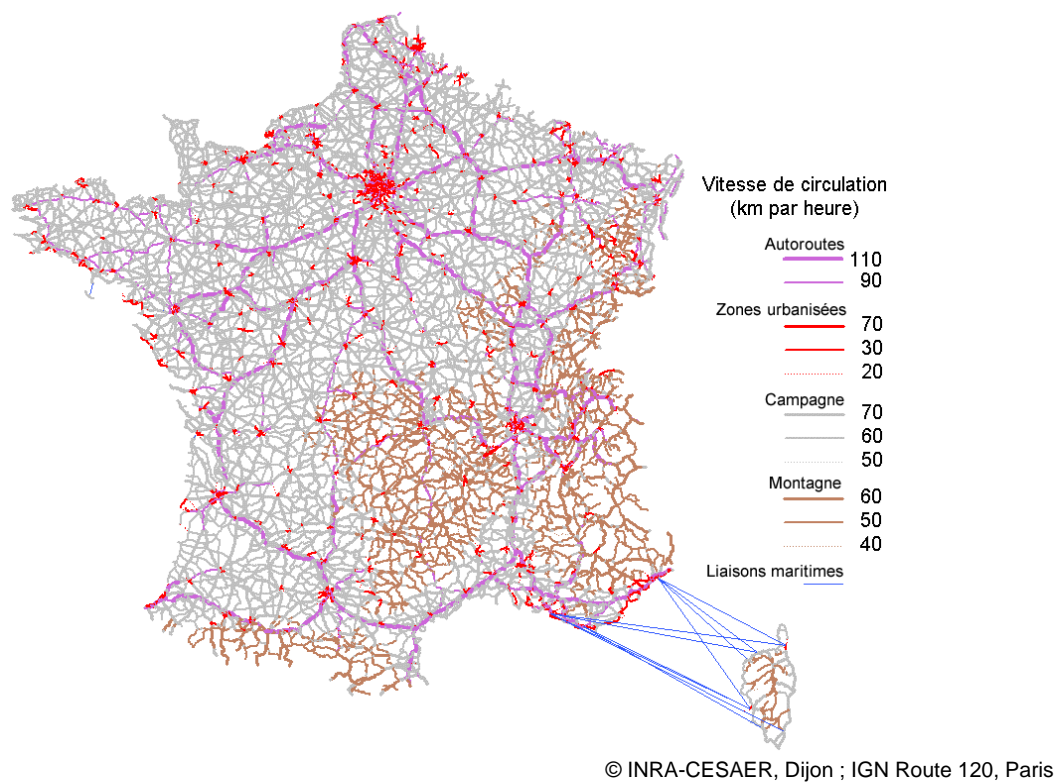 Vitesse de circulation
(km par heure)
Autoroutes
110
90
Zones urbanisées
70
30
20
Campagne
70
60
50
Montagne
60
50
40
Liaisons maritimes
© INRA-CESAER, Dijon ; IGN Route 120, Paris